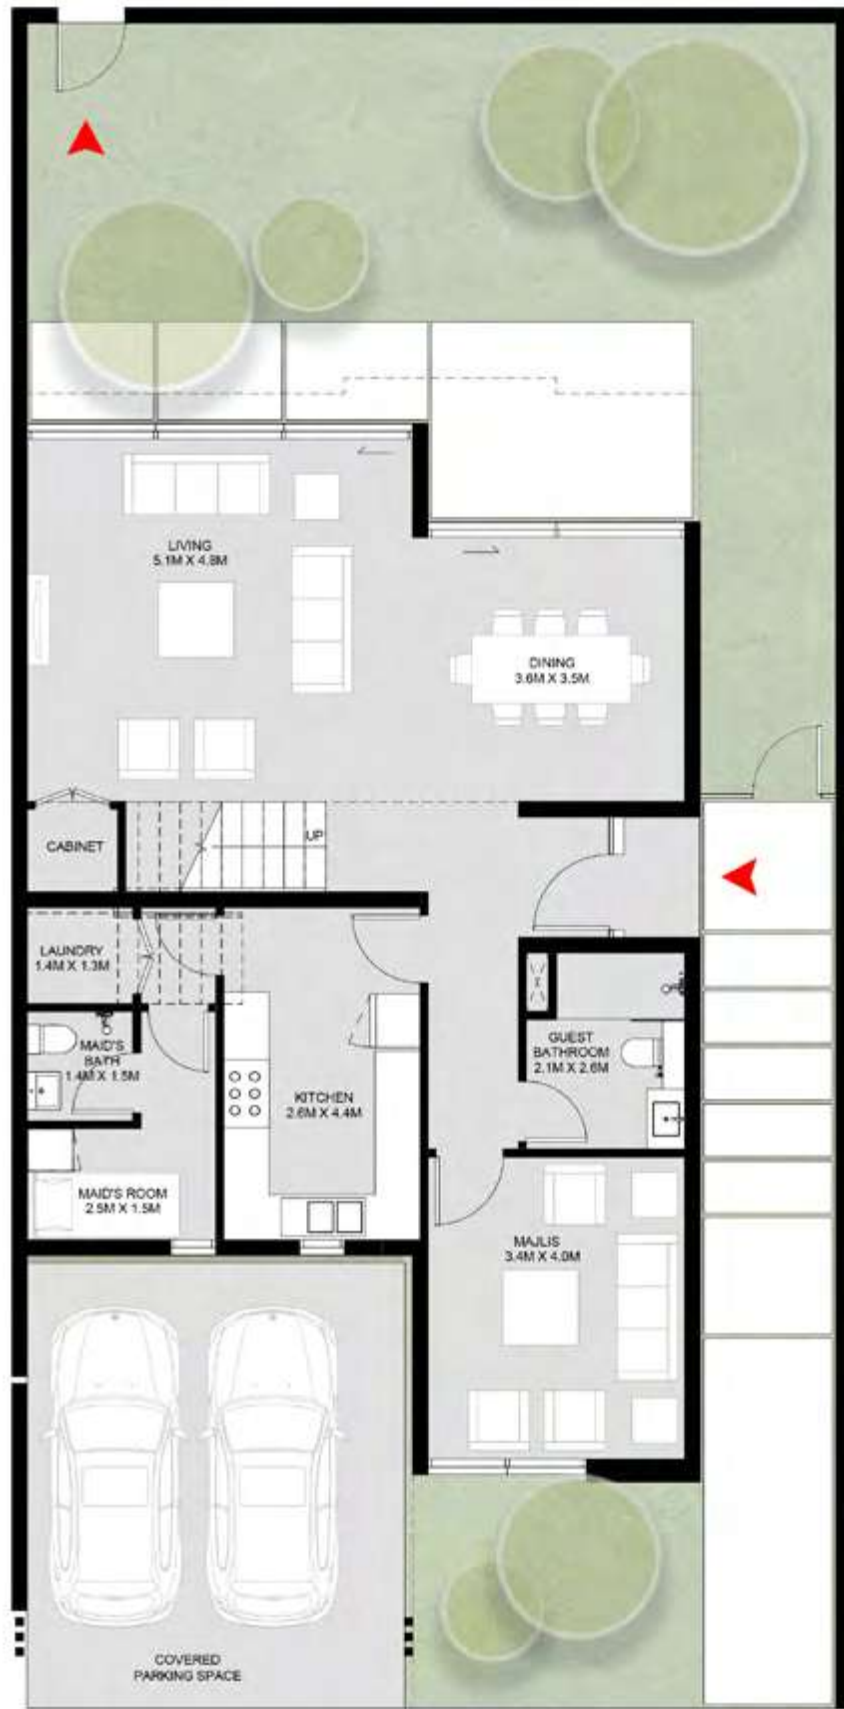 LIVING
5.1M X 4.8M
DINING
3.6M X 3.5M
CABINET
UP
LAUNDRY
1.4M X 1.3M
MAID'S
BATH
1.4M X 1.5M
GUEST
BATHROOM
2.1M X 2.6M
KITCHEN
2.6M X 4.4M
MAID'S ROOM
2.5M X 1.5M
MAJLIS
3.4M X 4.0M
COVERED
PARKING SPACE